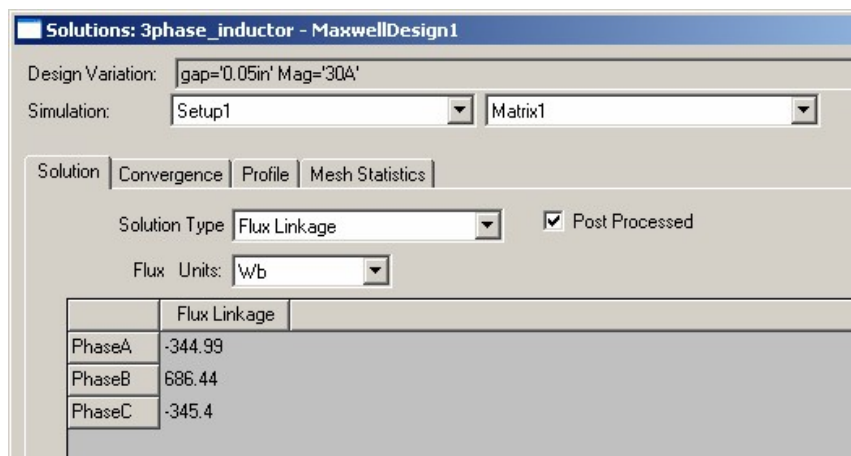 Solutions: 3phase_inductor - MaxwellDesign1
Design Variation: gap='0.05in' Mag='30A'
Simulation: Setup1 Matrix1
Solution Convergence Profile Mesh Statistics
Solution Type Flux Linkage Post Processed
Flux Units: Wb
Flux Linkage
PhaseA -344.99
PhaseB 686.44
PhaseC -345.4